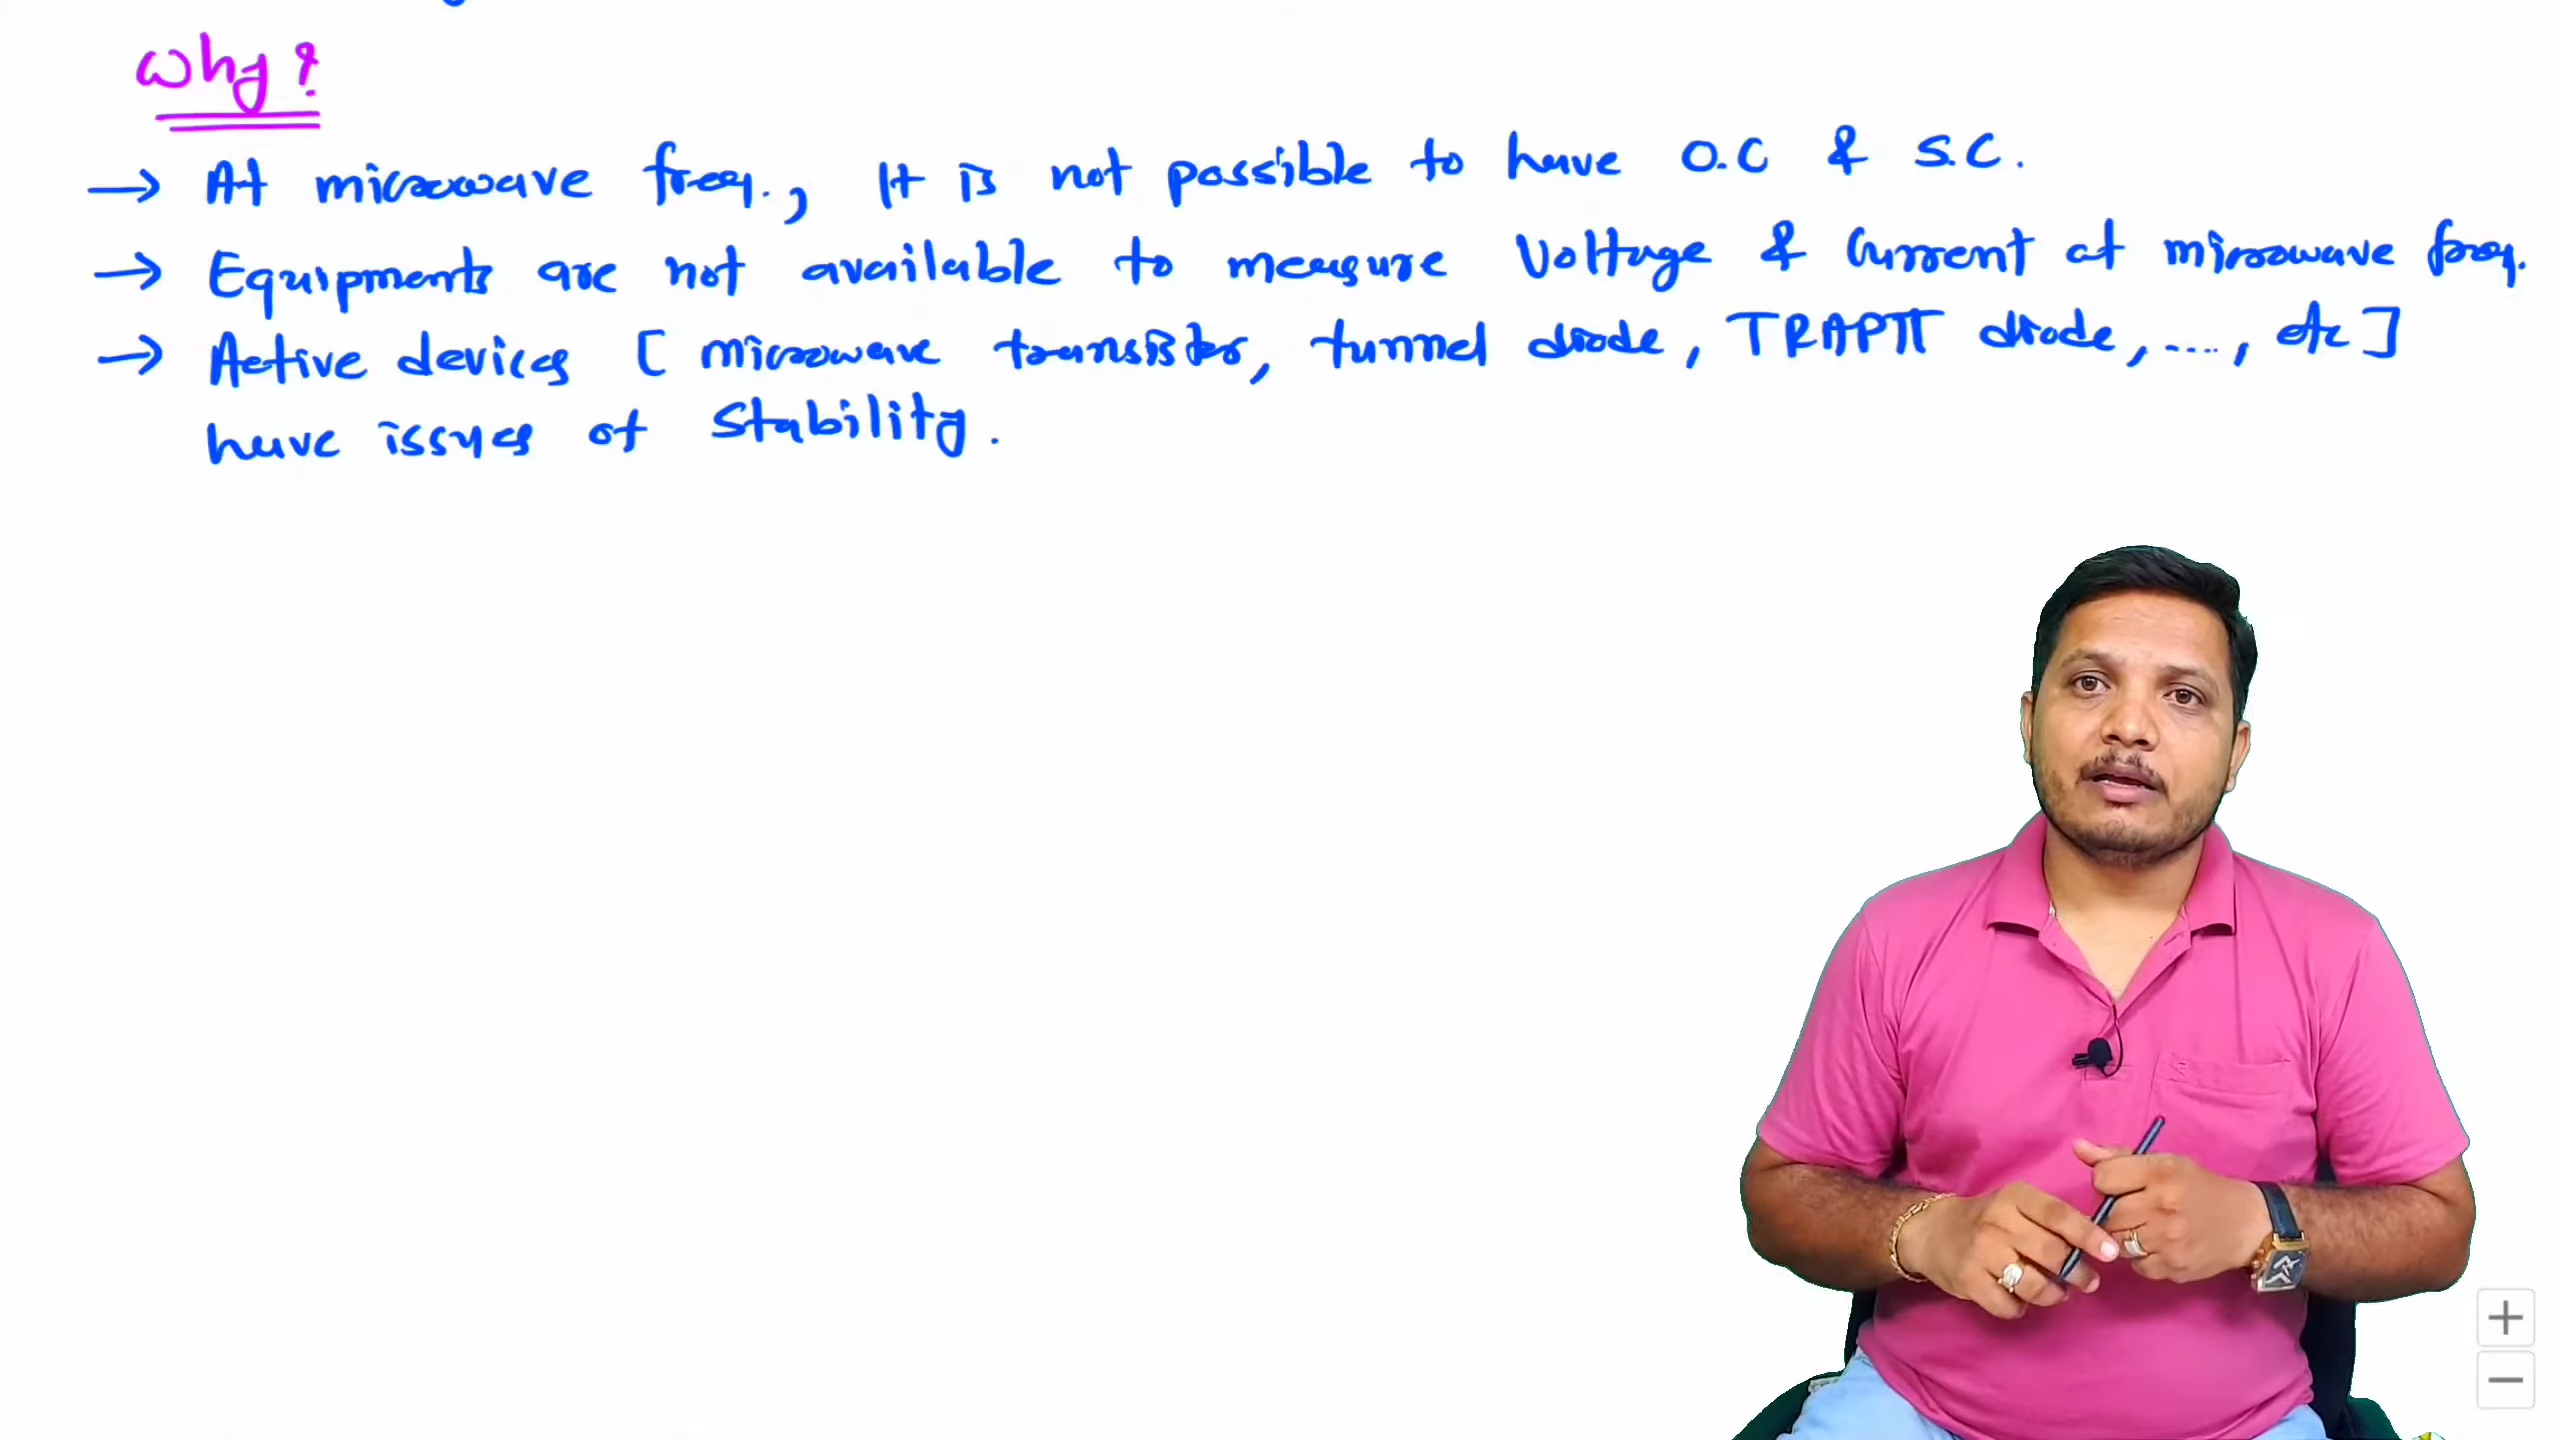 Why?
→ At microwave freq., It is not possible to have O.C & S.C.
→ Equipments are not available to measure Voltage & Current at microwave freq.
→ Active devices [ microwave transistors, tunnel diode, TRAPTT diode, ...., etc ]
have issues of Stability.